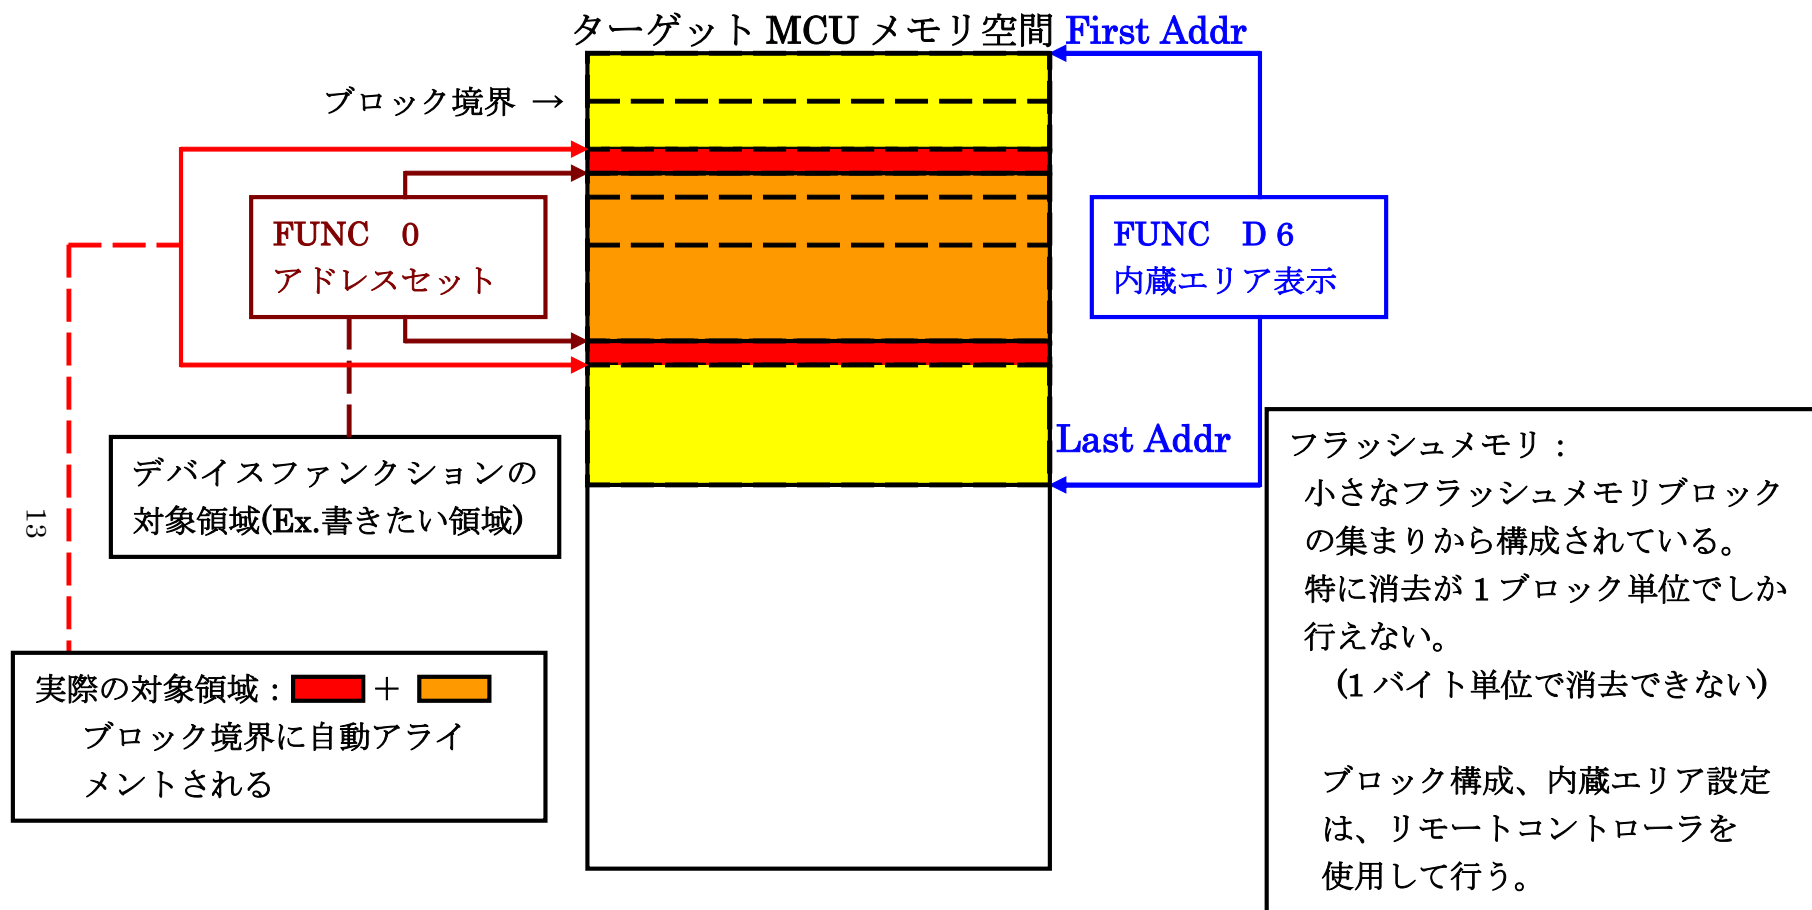 ターゲット MCU メモリ空間 First Addr
ブロック境界 →
FUNC 0
アドレスセット
FUNC D 6
内蔵エリア表示
Last Addr
デバイスファンクションの
対象領域(Ex.書きたい領域)
13
実際の対象領域 : +
ブロック境界に自動アライ
メントされる
フラッシュメモリ :
小さなフラッシュメモリブロック
の集まりから構成されている。
特に消去が 1 ブロック単位でしか
行えない。
(1 バイト単位で消去できない)
ブロック構成、内蔵エリア設定
は、リモートコントローラを
使用して行う。